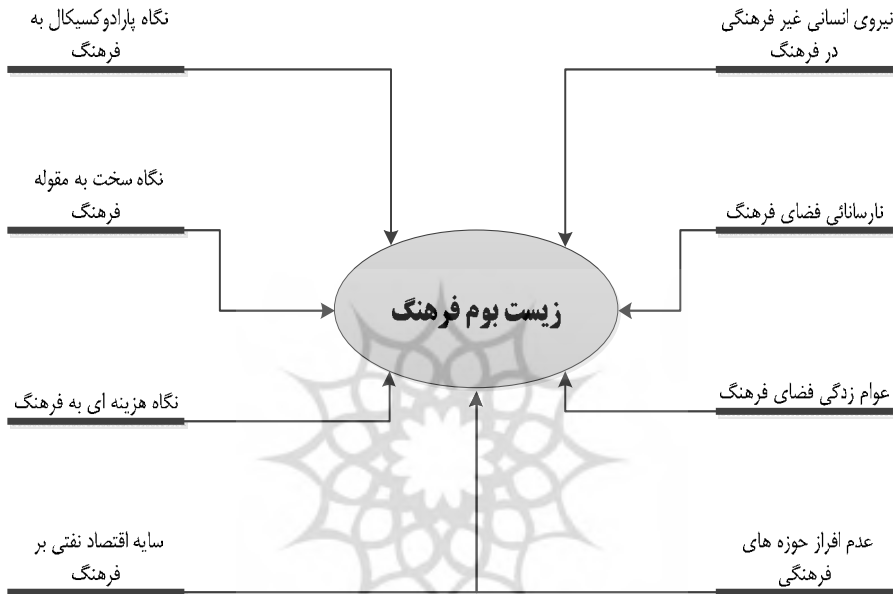 نیروی انسانی غیر فرهنگی
در فرهنگ
نگاه پارادوکسیکال به
فرهنگ
نارسانائی فضای فرهنگ
نگاه سخت به مقوله
فرهنگ
زیست بوم فرهنگ
عوام زدگی فضای فرهنگ
نگاه هزینه ای به فرهنگ
عدم افراز حوزه های
فرهنگی
سایه اقتصاد نفتی بر
فرهنگ